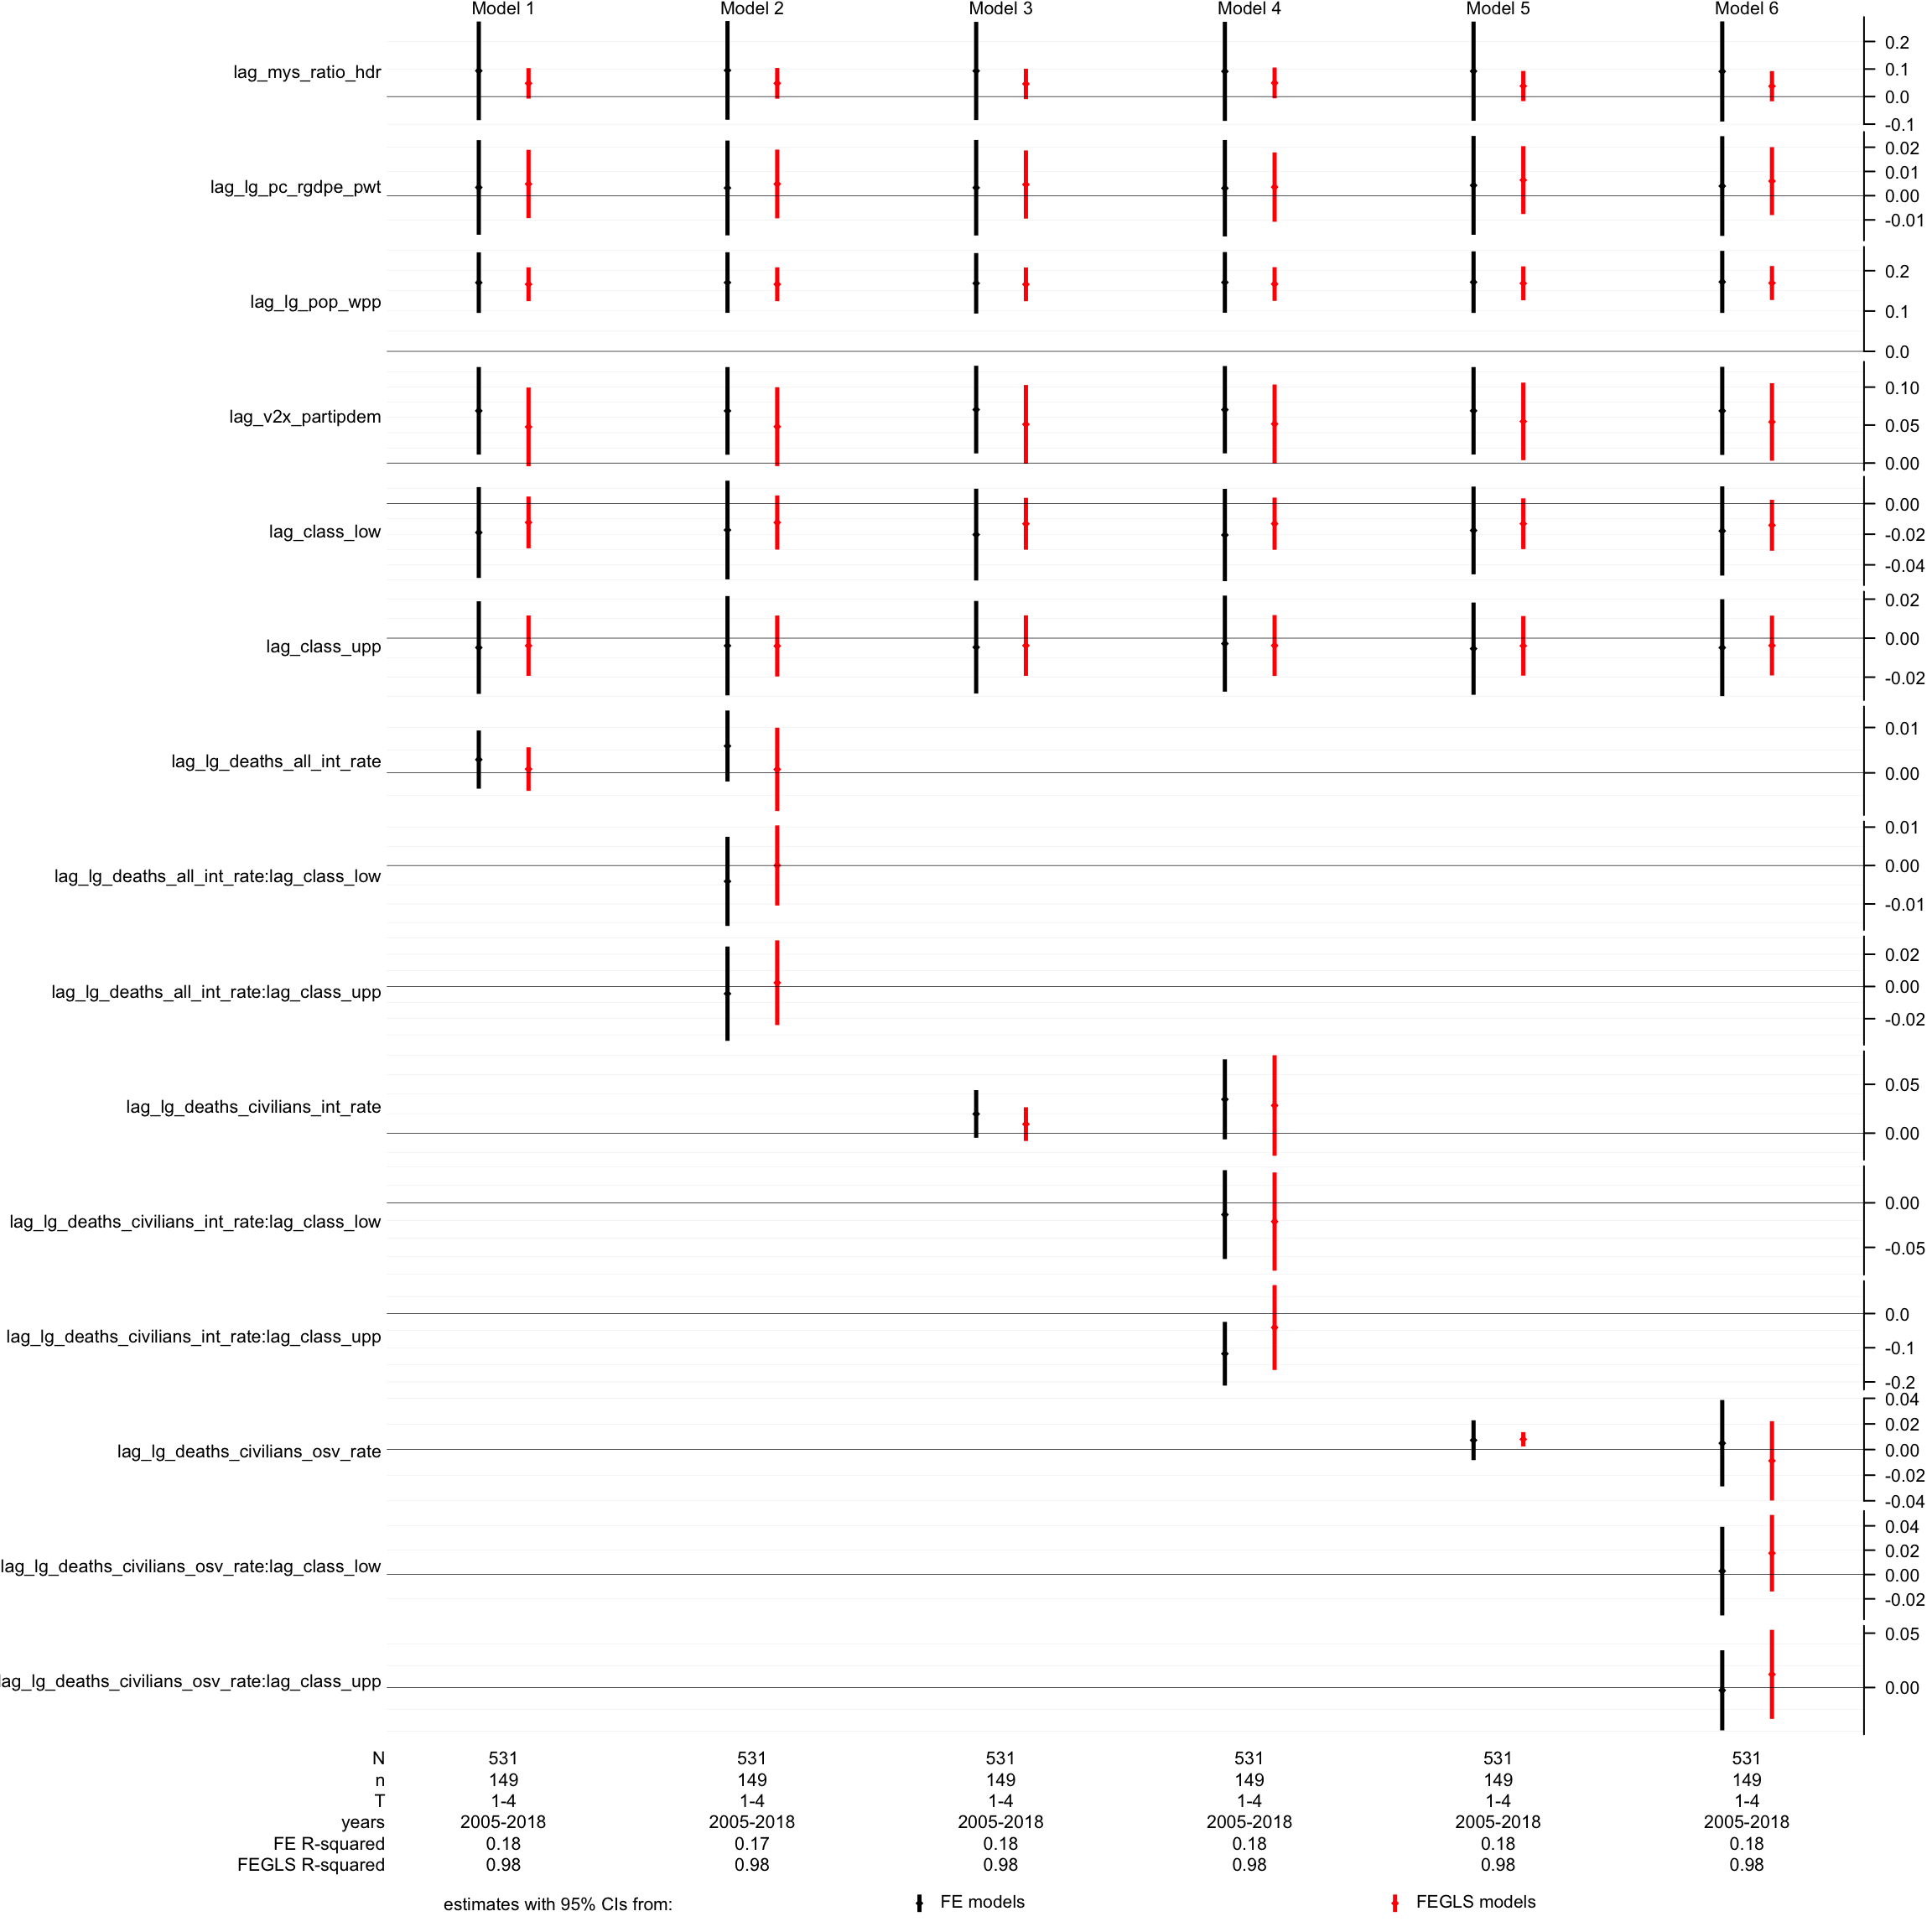 Model 1 Model 2 Model 3 Model 4 Model 5 Model 6
lag_mys_ratio_hdr 0.2 0.1 0.0 -0.1
lag_lg_pc_rgdpe_pwt 0.02 0.01 0.00 -0.01
lag_lg_pop_wpp 0.2 0.1 0.0
lag_v2x_partipdem 0.10 0.05 0.00
lag_class_low 0.00 -0.02 -0.04
lag_class_upp 0.02 0.00 -0.02
lag_lg_deaths_all_int_rate 0.01 0.00
lag_lg_deaths_all_int_rate:lag_class_low 0.01 0.00 -0.01
lag_lg_deaths_all_int_rate:lag_class_upp 0.02 0.00 -0.02
lag_lg_deaths_civilians_int_rate 0.05 0.00
lag_lg_deaths_civilians_int_rate:lag_class_low 0.00 -0.05
lag_lg_deaths_civilians_int_rate:lag_class_upp 0.0 -0.1 -0.2
lag_lg_deaths_civilians_osv_rate 0.04 0.02 0.00 -0.02 -0.04
lag_lg_deaths_civilians_osv_rate:lag_class_low 0.04 0.02 0.00 -0.02
lag_lg_deaths_civilians_osv_rate:lag_class_upp 0.05 0.00
N 531 531 531 531 531 531
n 149 149 149 149 149 149
T 1-4 1-4 1-4 1-4 1-4 1-4
years 2005-2018 2005-2018 2005-2018 2005-2018 2005-2018 2005-2018
FE R-squared 0.18 0.17 0.18 0.18 0.18 0.18
FEGLS R-squared 0.98 0.98 0.98 0.98 0.98 0.98
estimates with 95% CIs from: FE models FEGLS models